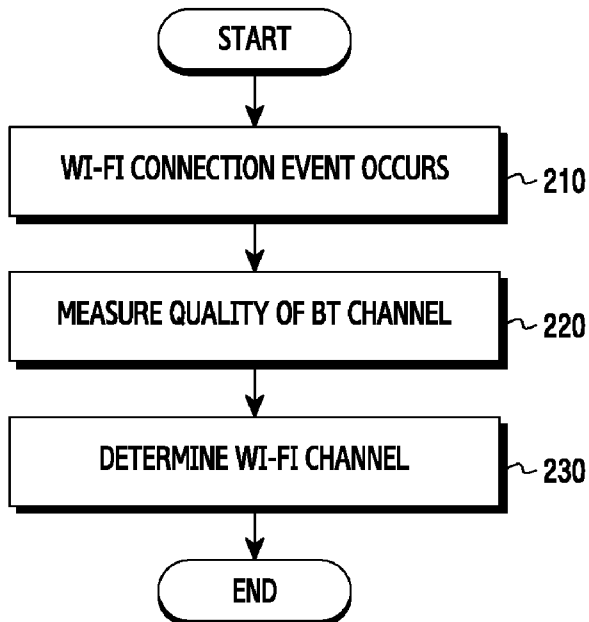 START
WI-FI CONNECTION EVENT OCCURS
210
MEASURE QUALITY OF BT CHANNEL
220
DETERMINE WI-FI CHANNEL
230
END